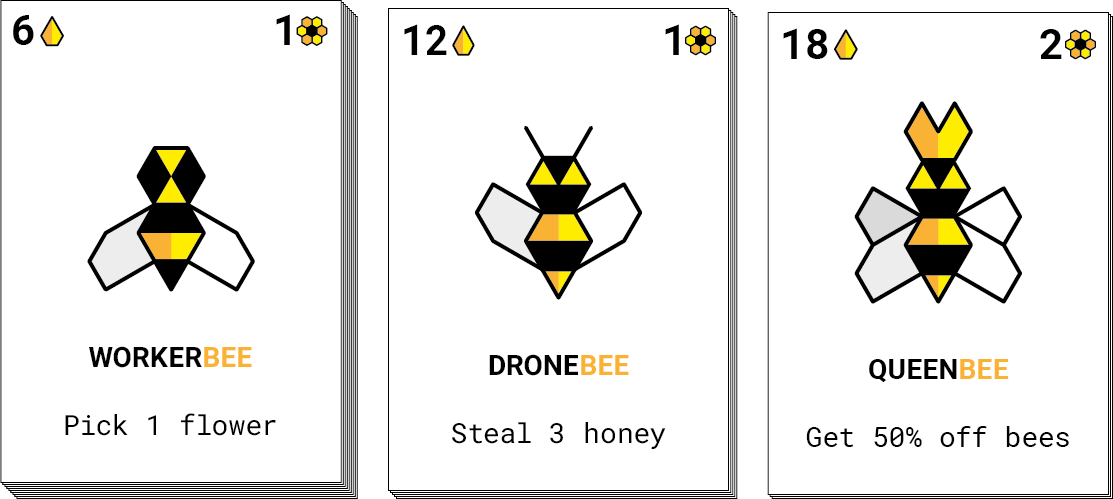 6 1
WORKERBEE
Pick 1 flower
12 1
DRONEBEE
Steal 3 honey
18 2
QUEENBEE
Get 50% off bees